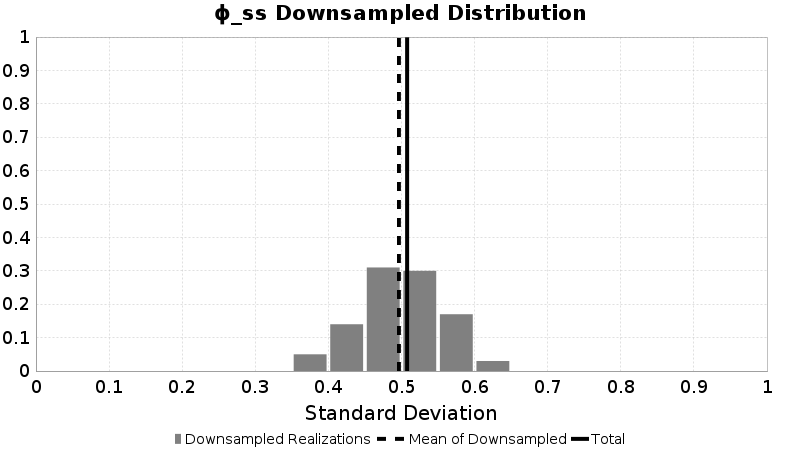 ϕ_ss Downsampled Distribution
1
0.9
0.8
0.7
0.6
0.5
0.4
0.3
0.2
0.1
0
0 0.1 0.2 0.3 0.4 0.5 0.6 0.7 0.8 0.9 1
Standard Deviation
Downsampled Realizations Mean of Downsampled Total